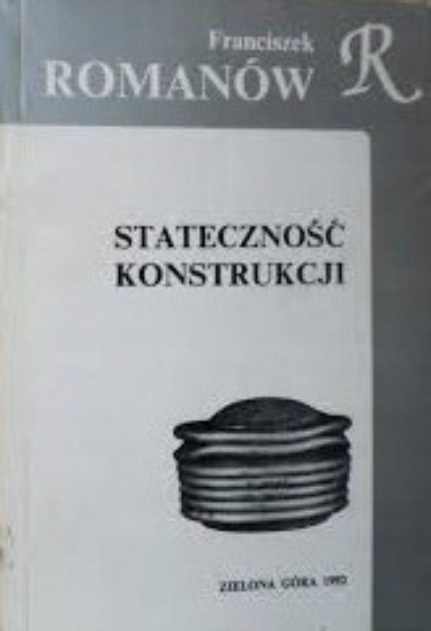 Franciszek
ROMANÓW R
STATECZNOŚĆ
KONSTRUKCJI
ZIELONA GÓRA